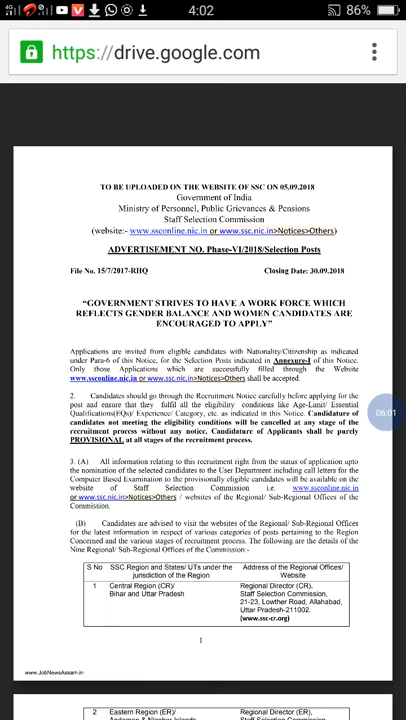 4G
4:02
86%
https://drive.google.com
TO BE UPLOADED ON THE WEBSITE OF SSC ON 05.09.2018
Government of India
Ministry of Personnel, Public Grievances & Pensions
Staff Selection Commission
(website:- www.ssconline.nic.in or www.ssc.nic.in>Notices>Others)
ADVERTISEMENT NO. Phase-VI/2018/Selection Posts
File No. 15/7/2017-RHQ Closing Date: 30.09.2018
“GOVERNMENT STRIVES TO HAVE A WORK FORCE WHICH
REFLECTS GENDER BALANCE AND WOMEN CANDIDATES ARE
ENCOURAGED TO APPLY”
Applications are invited from eligible candidates with Nationality/Citizenship as indicated
under Para-6 of this Notice, for the Selection Posts indicated in Annexure-I of this Notice.
Only those Applications which are successfully filled through the Website
www.ssconline.nic.in or www.ssc.nic.in>Notices>Others shall be accepted.
2. Candidates should go through the Recruitment Notice carefully before applying for the
post and ensure that they fulfil all the eligibility conditions like Age-Limit/ Essential
Qualifications(EQs)/ Experience/ Category, etc. as indicated in this Notice. Candidature of
candidates not meeting the eligibility conditions will be cancelled at any stage of the
recruitment process without any notice. Candidature of Applicants shall be purely
PROVISIONAL at all stages of the recruitment process.
06:01
3. (A) All information relating to this recruitment right from the status of application upto
the nomination of the selected candidates to the User Department including call letters for the
Computer Based Examination to the provisionally eligible candidates will be available on the
website of Staff Selection Commission i.e. www.ssconline.nic.in
or www.ssc.nic.in>Notices>Others / websites of the Regional/ Sub-Regional Offices of the
Commission.
(B) Candidates are advised to visit the websites of the Regional/ Sub-Regional Offices
for the latest information in respect of various categories of posts pertaining to the Region
Concerned and the various stages of recruitment process. The following are the details of the
Nine Regional/ Sub-Regional Offices of the Commission:-
S No SSC Region and States/ UTs under the Address of the Regional Offices/
jurisdiction of the Region Website
1 Central Region (CR)/ Regional Director (CR),
Bihar and Uttar Pradesh Staff Selection Commission,
21-23, Lowther Road, Allahabad,
Uttar Pradesh-211002.
(www.ssc-cr.org)
1
www.JobNewsAssam.in
2 Eastern Region (ER)/ Regional Director (ER),
Andaman & Nicobar Islands Staff Selection Commission